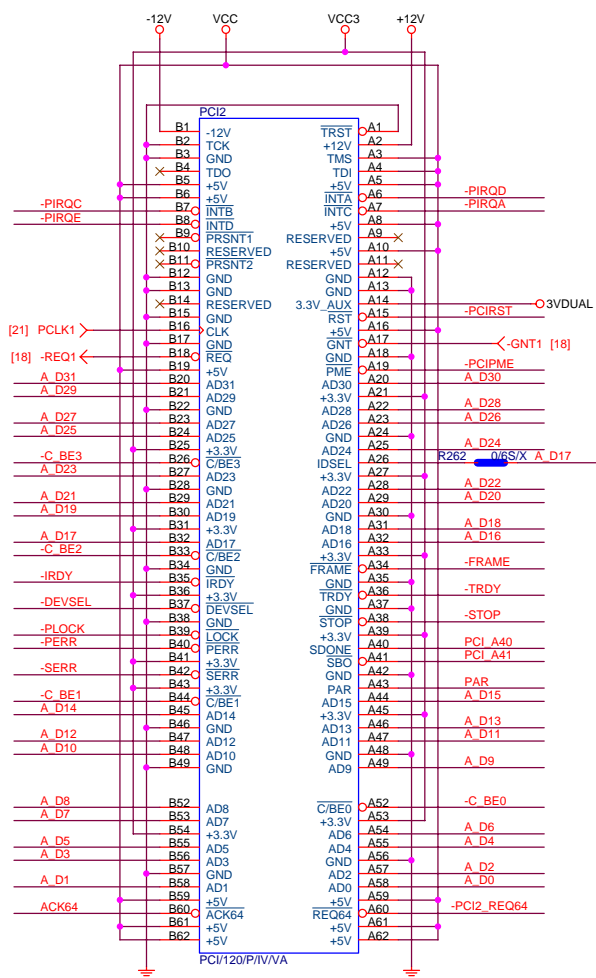 -12V VCC VCC3 +12V
PCI2
B1 -12V TRST A1
B2 TCK +12V A2
B3 GND TMS A3
B4 TDO TDI A4
B5 +5V +5V A5
B6 +5V INTA A6 -PIRQD
-PIRQC B7 INTB INTC A7 -PIRQA
-PIRQE B8 INTD +5V A8
B9 PRSNT1 RESERVED A9
B10 RESERVED +5V A10
B11 PRSNT2 RESERVED A11
B12 GND GND A12
B13 GND GND A13
B14 RESERVED 3.3V_AUX A14 3VDUAL
B15 GND RST A15 -PCIRST
[21] PCLK1 B16 CLK +5V A16
B17 GND GNT A17 -GNT1 [18]
[18] -REQ1 B18 REQ GND A18
B19 +5V PME A19 -PCIPME
A_D31 B20 AD31 AD30 A20 A_D30
A_D29 B21 AD29 +3.3V A21
B22 GND AD28 A22 A_D28
A_D27 B23 AD27 AD26 A23 A_D26
A_D25 B24 AD25 GND A24
B25 +3.3V AD24 A25 A_D24
-C_BE3 B26 C/BE3 IDSEL A26 R262 0/6S/X A_D17
A_D23 B27 AD23 +3.3V A27
B28 GND AD22 A28 A_D22
A_D21 B29 AD21 AD20 A29 A_D20
A_D19 B30 AD19 GND A30
B31 +3.3V AD18 A31 A_D18
A_D17 B32 AD17 AD16 A32 A_D16
-C_BE2 B33 C/BE2 +3.3V A33
B34 GND FRAME A34 -FRAME
-IRDY B35 IRDY GND A35
B36 +3.3V TRDY A36 -TRDY
-DEVSEL B37 DEVSEL GND A37
B38 GND STOP A38 -STOP
-PLOCK B39 LOCK +3.3V A39
-PERR B40 PERR SDONE A40 PCI_A40
B41 +3.3V SBO A41 PCI_A41
-SERR B42 SERR GND A42
B43 +3.3V PAR A43 PAR
-C_BE1 B44 C/BE1 AD15 A44 A_D15
A_D14 B45 AD14 +3.3V A45
B46 GND AD13 A46 A_D13
A_D12 B47 AD12 AD11 A47 A_D11
A_D10 B48 AD10 GND A48
B49 GND AD9 A49 A_D9
A_D8 B52 AD8 C/BE0 A52 -C_BE0
A_D7 B53 AD7 +3.3V A53
B54 +3.3V AD6 A54 A_D6
A_D5 B55 AD5 AD4 A55 A_D4
A_D3 B56 AD3 GND A56
B57 GND AD2 A57 A_D2
A_D1 B58 AD1 AD0 A58 A_D0
B59 +5V +5V A59
ACK64 B60 ACK64 REQ64 A60 -PCI2_REQ64
B61 +5V +5V A61
B62 +5V +5V A62
PCI/120/P/IV/VA